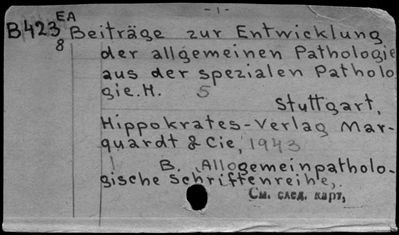 - 1 -
EA
B423 Beiträge zur Entwicklung
8
der allgemeinen Pathologie
aus der spezialen Patholo
gie. H. 5
Stuttgart,
Hippokrates-Verlag Mar-
quardt & Cie, 1943
B. Allogemeinpatholo-
gische Schriftenreihe,.
См. след. карт,